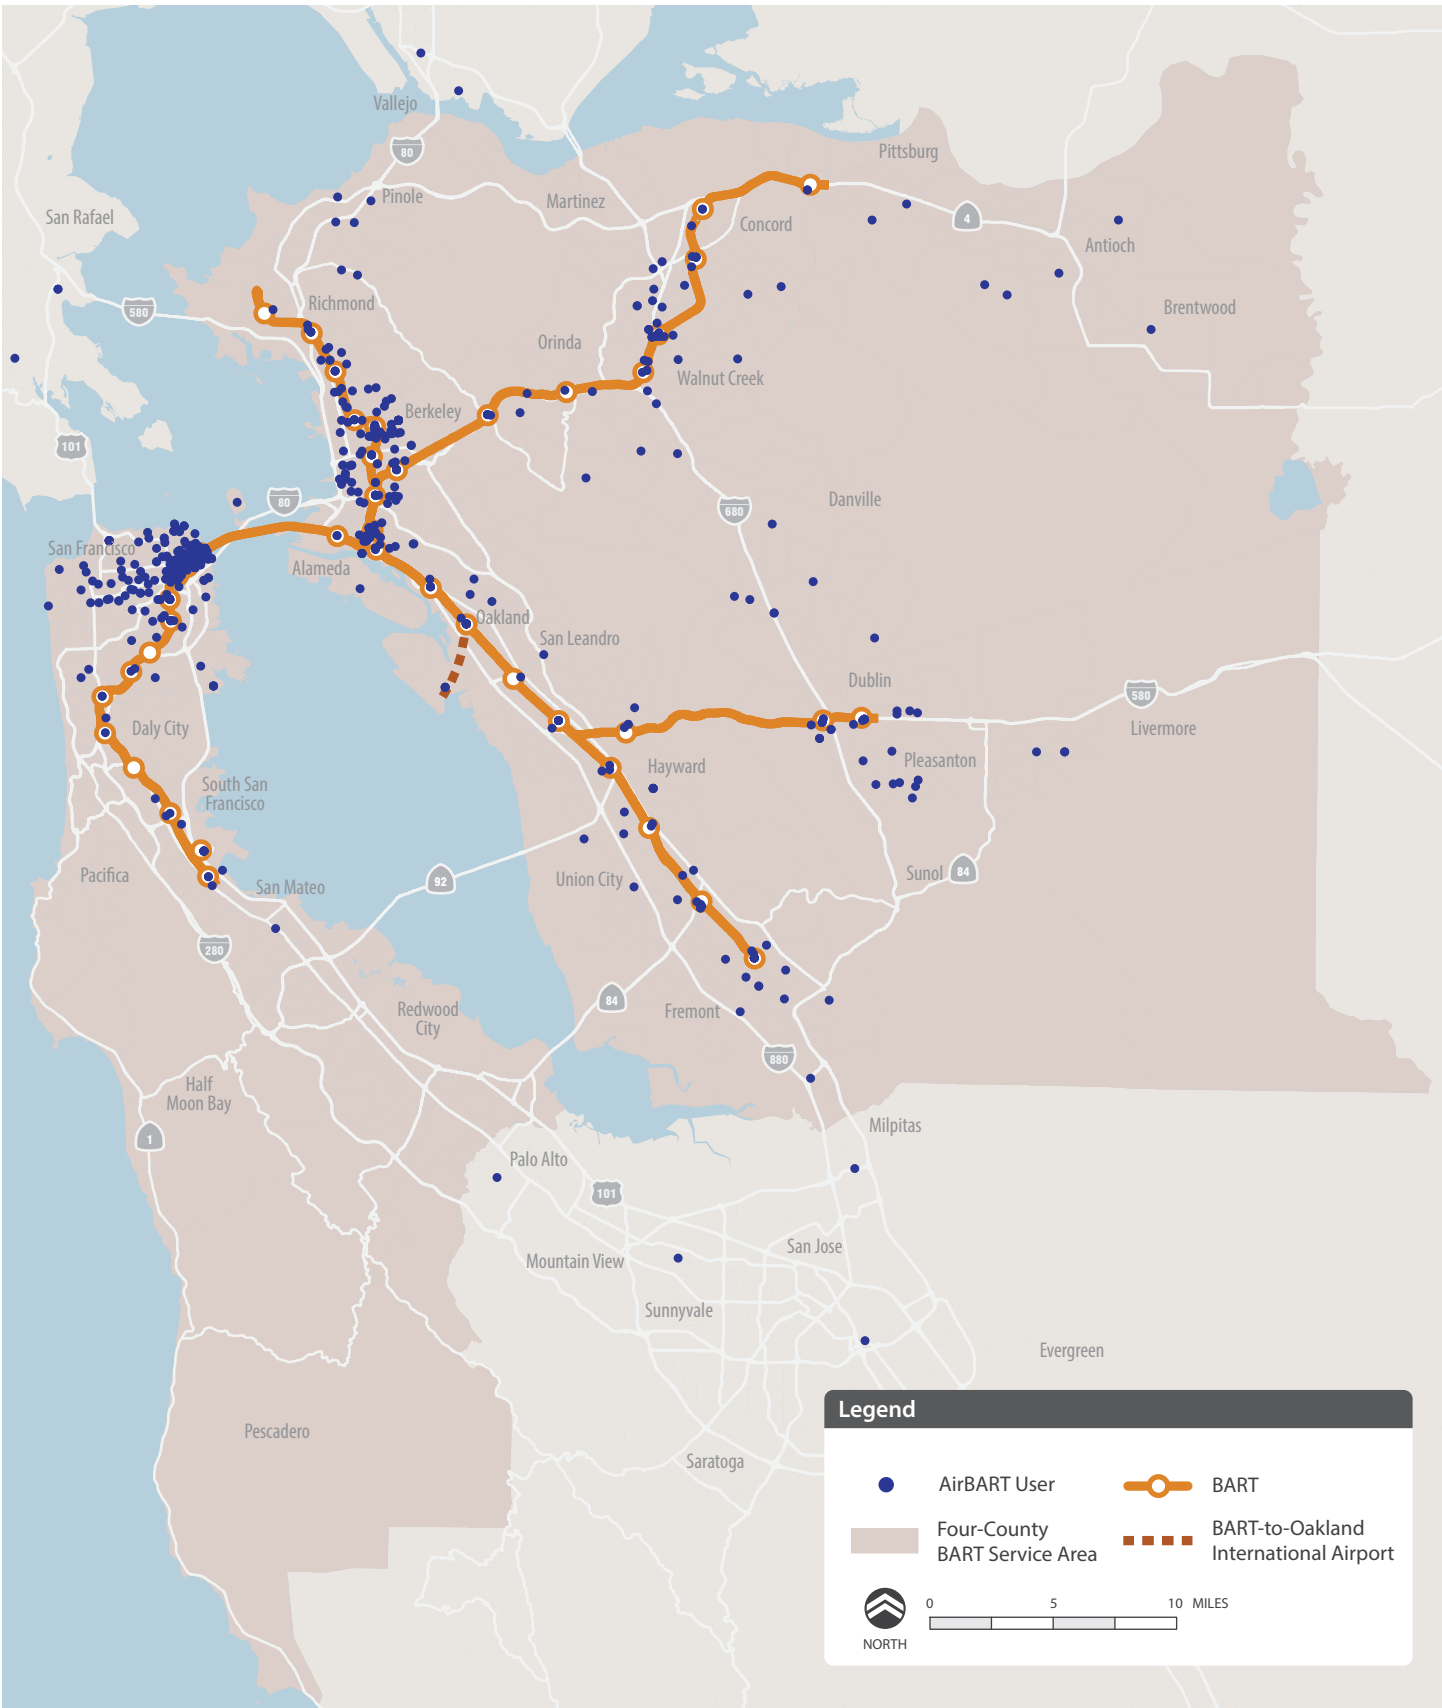 Vallejo
80
Pittsburg
Pinole
Martinez
San Rafael
4
Concord
Antioch
580
Richmond
Brentwood
Orinda
Walnut Creek
Berkeley
101
80
680
Danville
San Francisco
Alameda
Oakland
San Leandro
Dublin
580
Daly City
Livermore
Hayward
Pleasanton
South San
Francisco
Pacifica
92
Union City
Sunol
84
San Mateo
280
84
Redwood
City
Fremont
880
Half
Moon Bay
1
Milpitas
Palo Alto
101
San Jose
Mountain View
Sunnyvale
Evergreen
Pescadero
Saratoga
Legend
AirBART User
BART
Four-County
BART Service Area
BART-to-Oakland
International Airport
0 5 10 MILES
NORTH